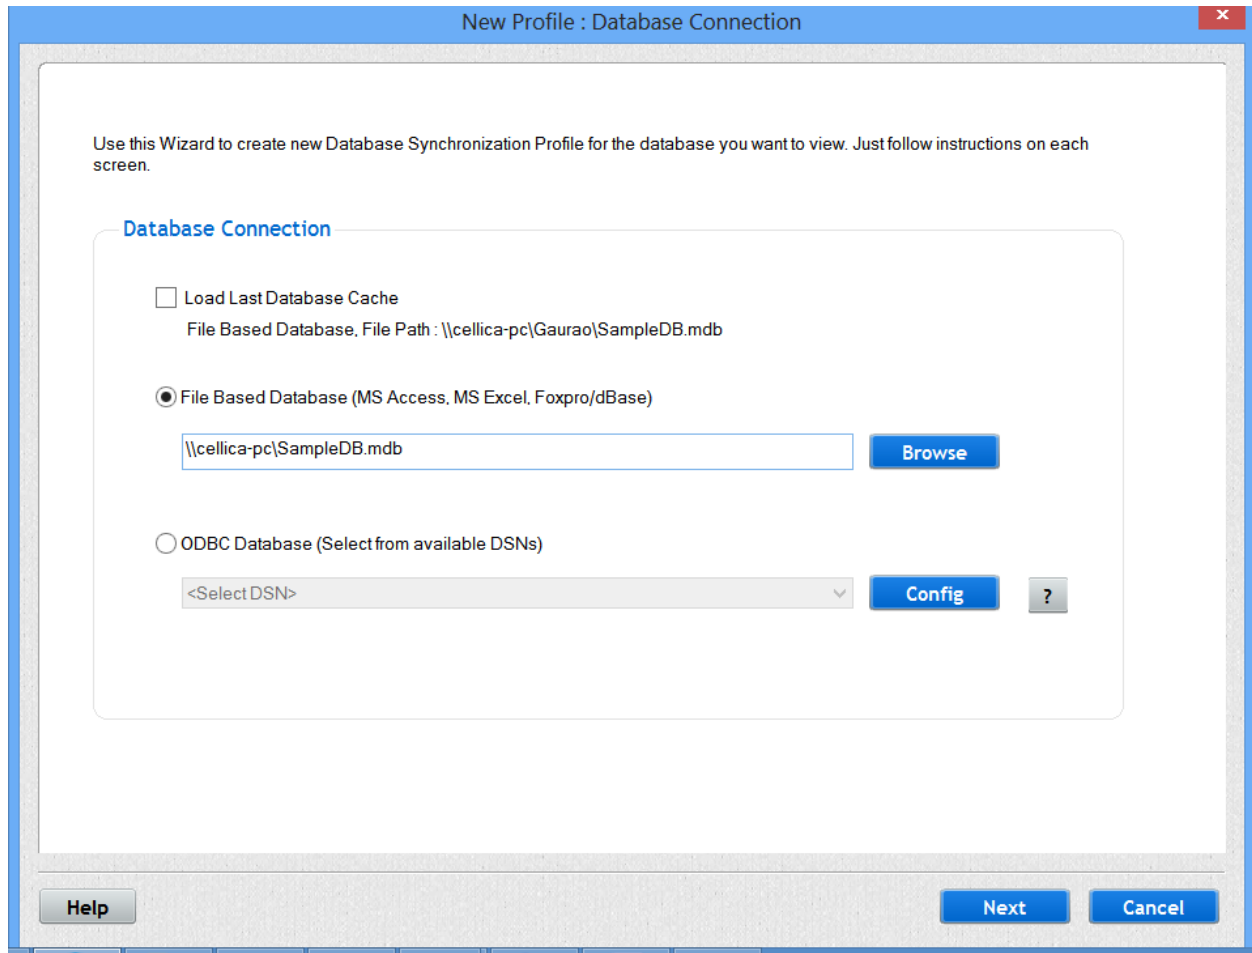 New Profile : Database Connection
x
Use this Wizard to create new Database Synchronization Profile for the database you want to view. Just follow instructions on each
screen.
Database Connection
Load Last Database Cache
File Based Database, File Path : \\cellica-pc\Gaurao\SampleDB.mdb
File Based Database (MS Access, MS Excel, Foxpro/dBase)
\\cellica-pc\SampleDB.mdb
Browse
ODBC Database (Select from available DSNs)
<Select DSN>
Config
?
Help
Next
Cancel